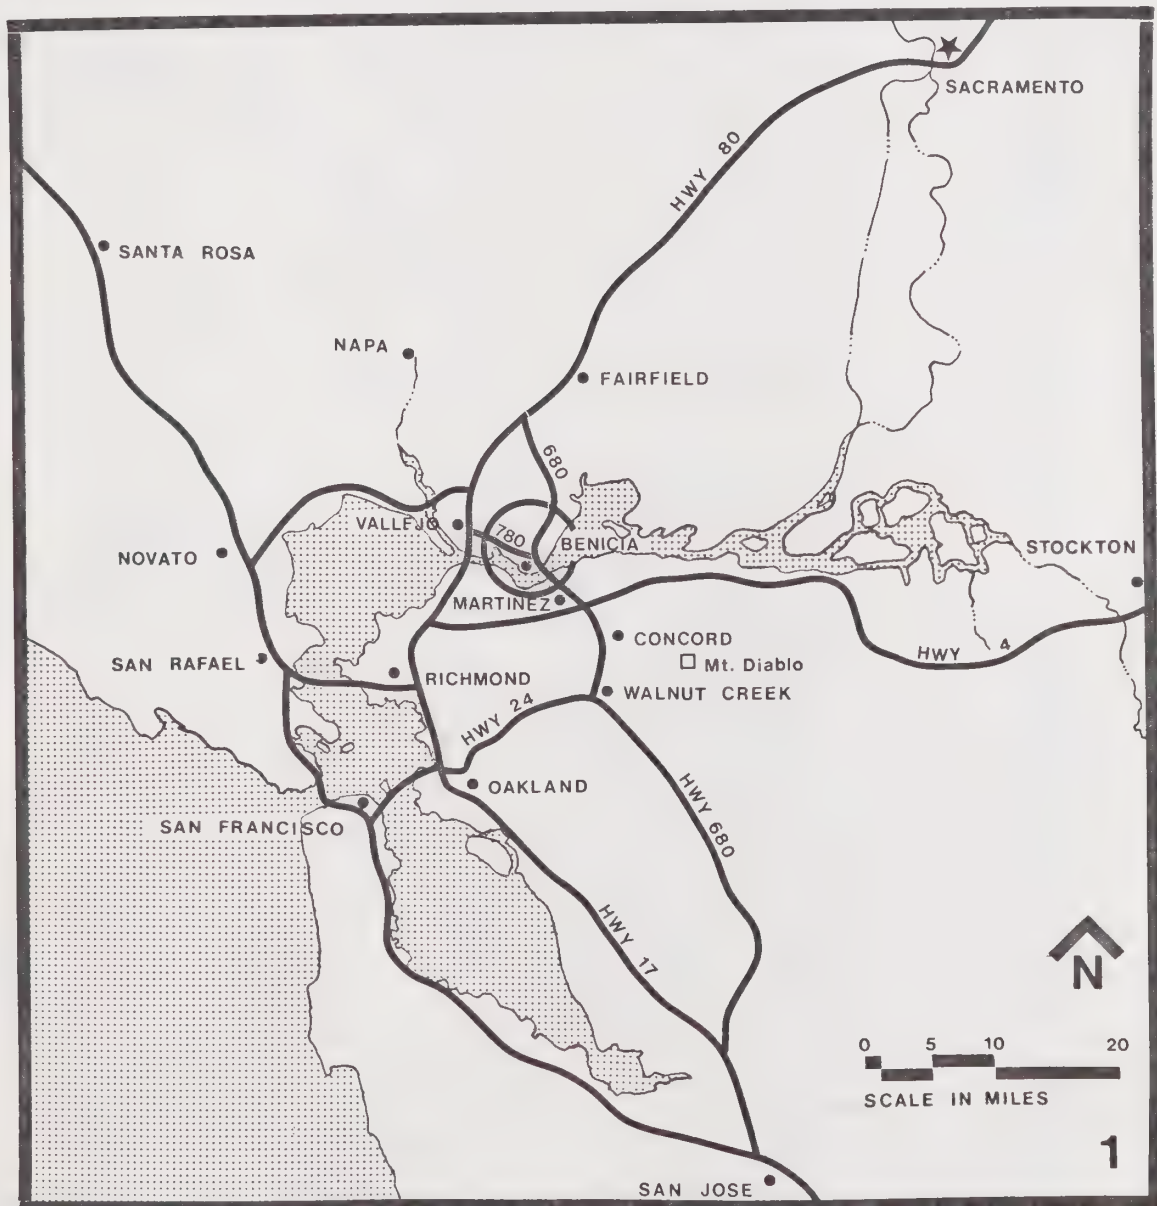 SACRAMENTO
HWY 80
SANTA ROSA
NAPA
FAIRFIELD
680
VALLEJO
780
BENICIA
NOVATO
STOCKTON
MARTINEZ
CONCORD
HWY 4
SAN RAFAEL
Mt. Diablo
RICHMOND
WALNUT CREEK
HWY 24
OAKLAND
HWY 680
SAN FRANCISCO
HWY 17
N
0 5 10 20
SCALE IN MILES
1
SAN JOSE